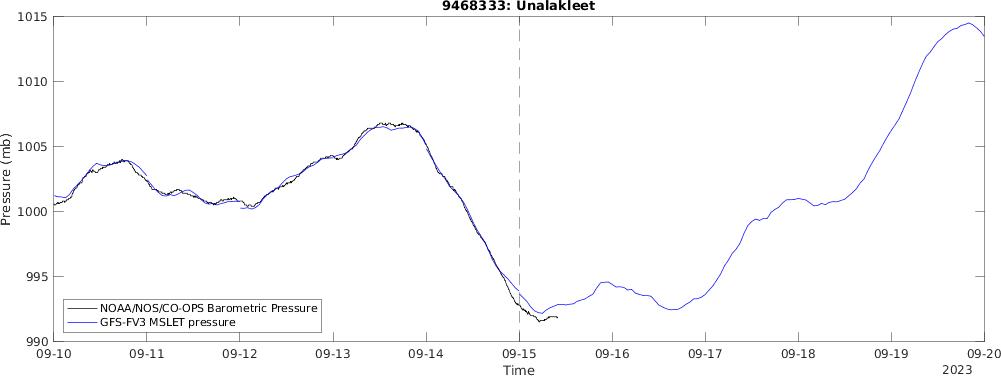 9468333: Unalakleet
1015
1010
1005
1000
995
990
Pressure (mb)
NOAA/NOS/CO-OPS Barometric Pressure
GFS-FV3 MSLET pressure
09-10 09-11 09-12 09-13 09-14 09-15 09-16 09-17 09-18 09-19 09-20
Time
2023